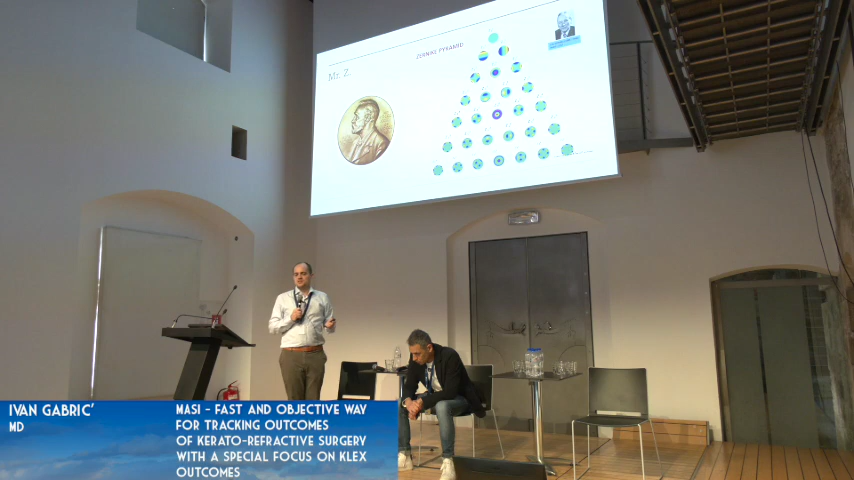 Mr. Z.
ZERNIKE PYRAMID
IVAN GABRIC'
MD
MASI - FAST AND OBJECTIVE WAY
FOR TRACKING OUTCOMES
OF KERATO-REFRACTIVE SURGERY
WITH A SPECIAL FOCUS ON KLEX
OUTCOMES